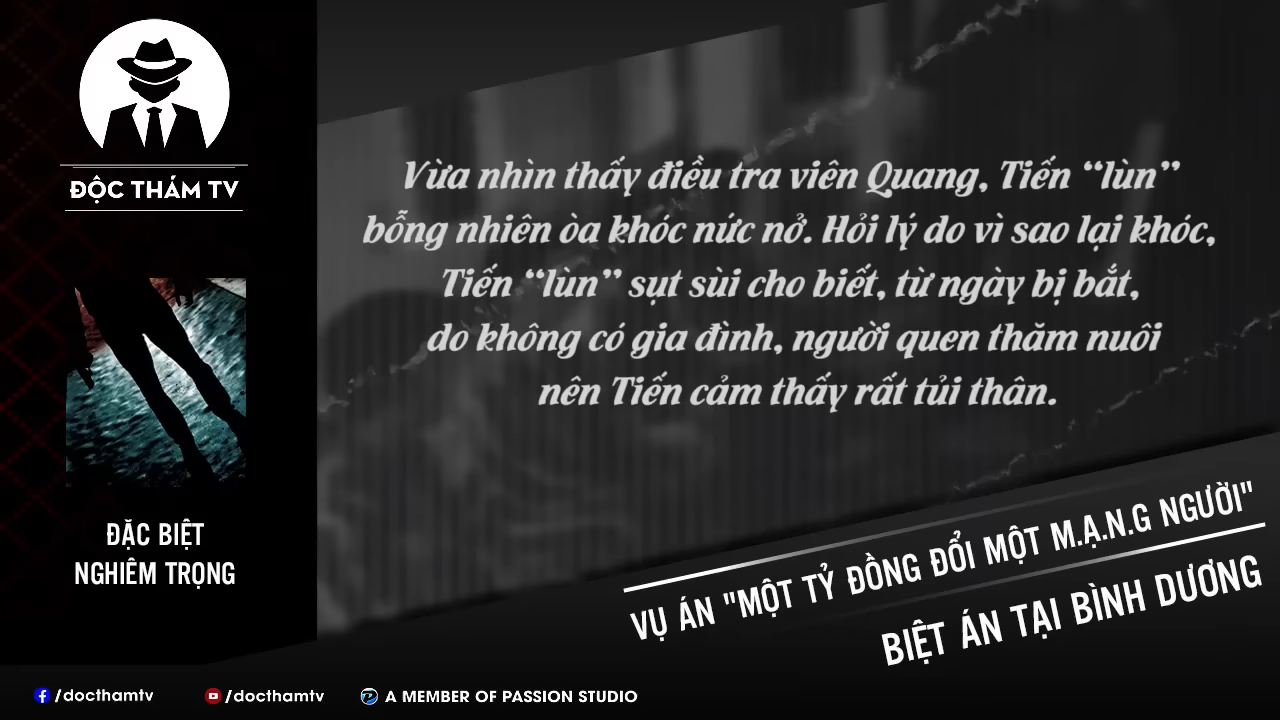 ĐỘC THÁM TV
ĐẶC BIỆT
NGHIÊM TRỌNG
Vừa nhìn thấy điều tra viên Quang, Tiến “lùn”
bỗng nhiên òa khóc nức nở. Hỏi lý do vì sao lại khóc,
Tiến “lùn” sụt sùi cho biết, từ ngày bị bắt,
do không có gia đình, người quen thăm nuôi
nên Tiến cảm thấy rất tủi thân.
VỤ ÁN "MỘT TỶ ĐỒNG ĐỔI MỘT M.Ạ.N.G NGƯỜI"
BIỆT ÁN TẠI BÌNH DƯƠNG
/docthamtv
/docthamtv
A MEMBER OF PASSION STUDIO